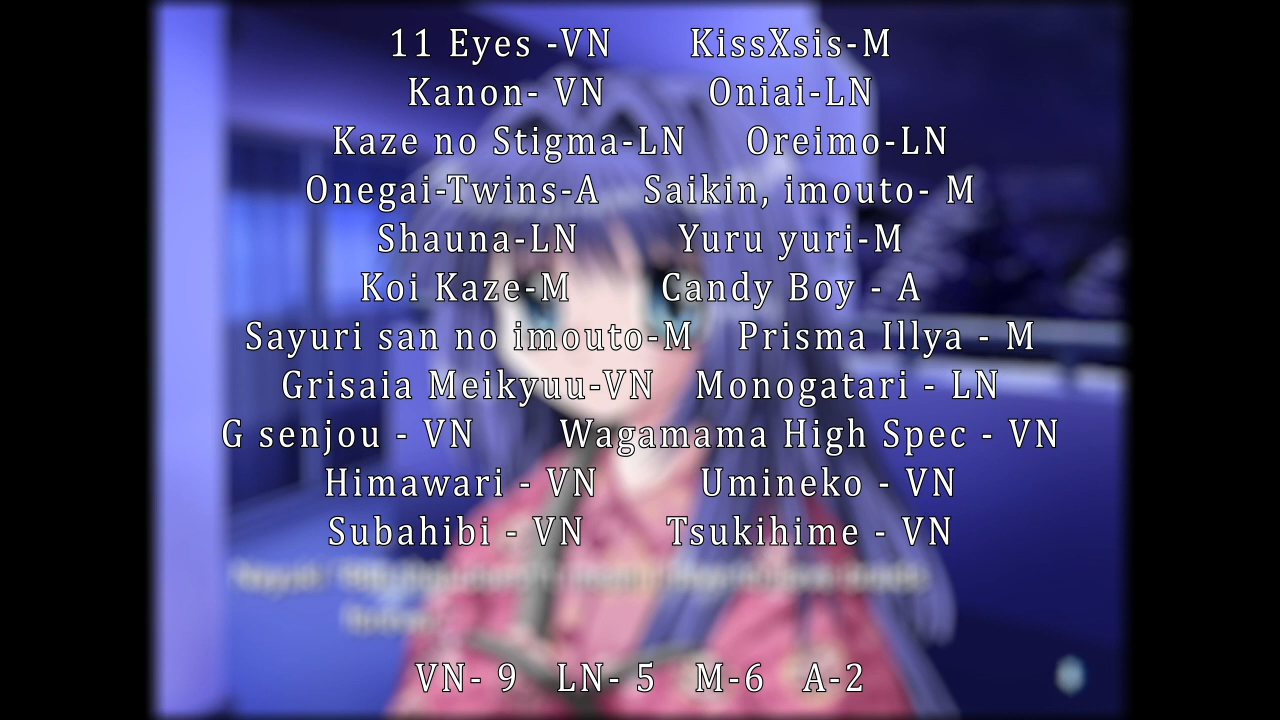 11 Eyes -VN KissXsis-M
Kanon- VN Oniai-LN
Kaze no Stigma-LN Oreimo-LN
Onegai-Twins-A Saikin, imouto- M
Shauna-LN Yuru yuri-M
Koi Kaze-M Candy Boy - A
Sayuri san no imouto-M Prisma Illya - M
Grisaia Meikyuu-VN Monogatari - LN
G senjou - VN Wagamama High Spec - VN
Himawari - VN Umineko - VN
Subahibi - VN Tsukihime - VN
VN- 9 LN- 5 M-6 A-2